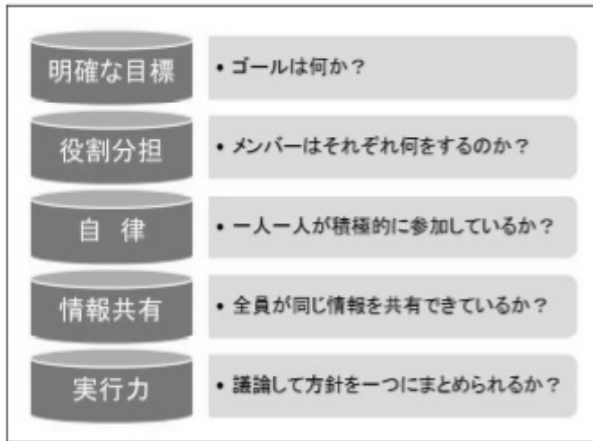 明確な目標
• ゴールは何か？
役割分担
• メンバーはそれぞれ何をするのか？
自 律
• 一人一人が積極的に参加しているか？
情報共有
• 全員が同じ情報を共有できているか？
実行力
• 議論して方針を一つにまとめられるか？